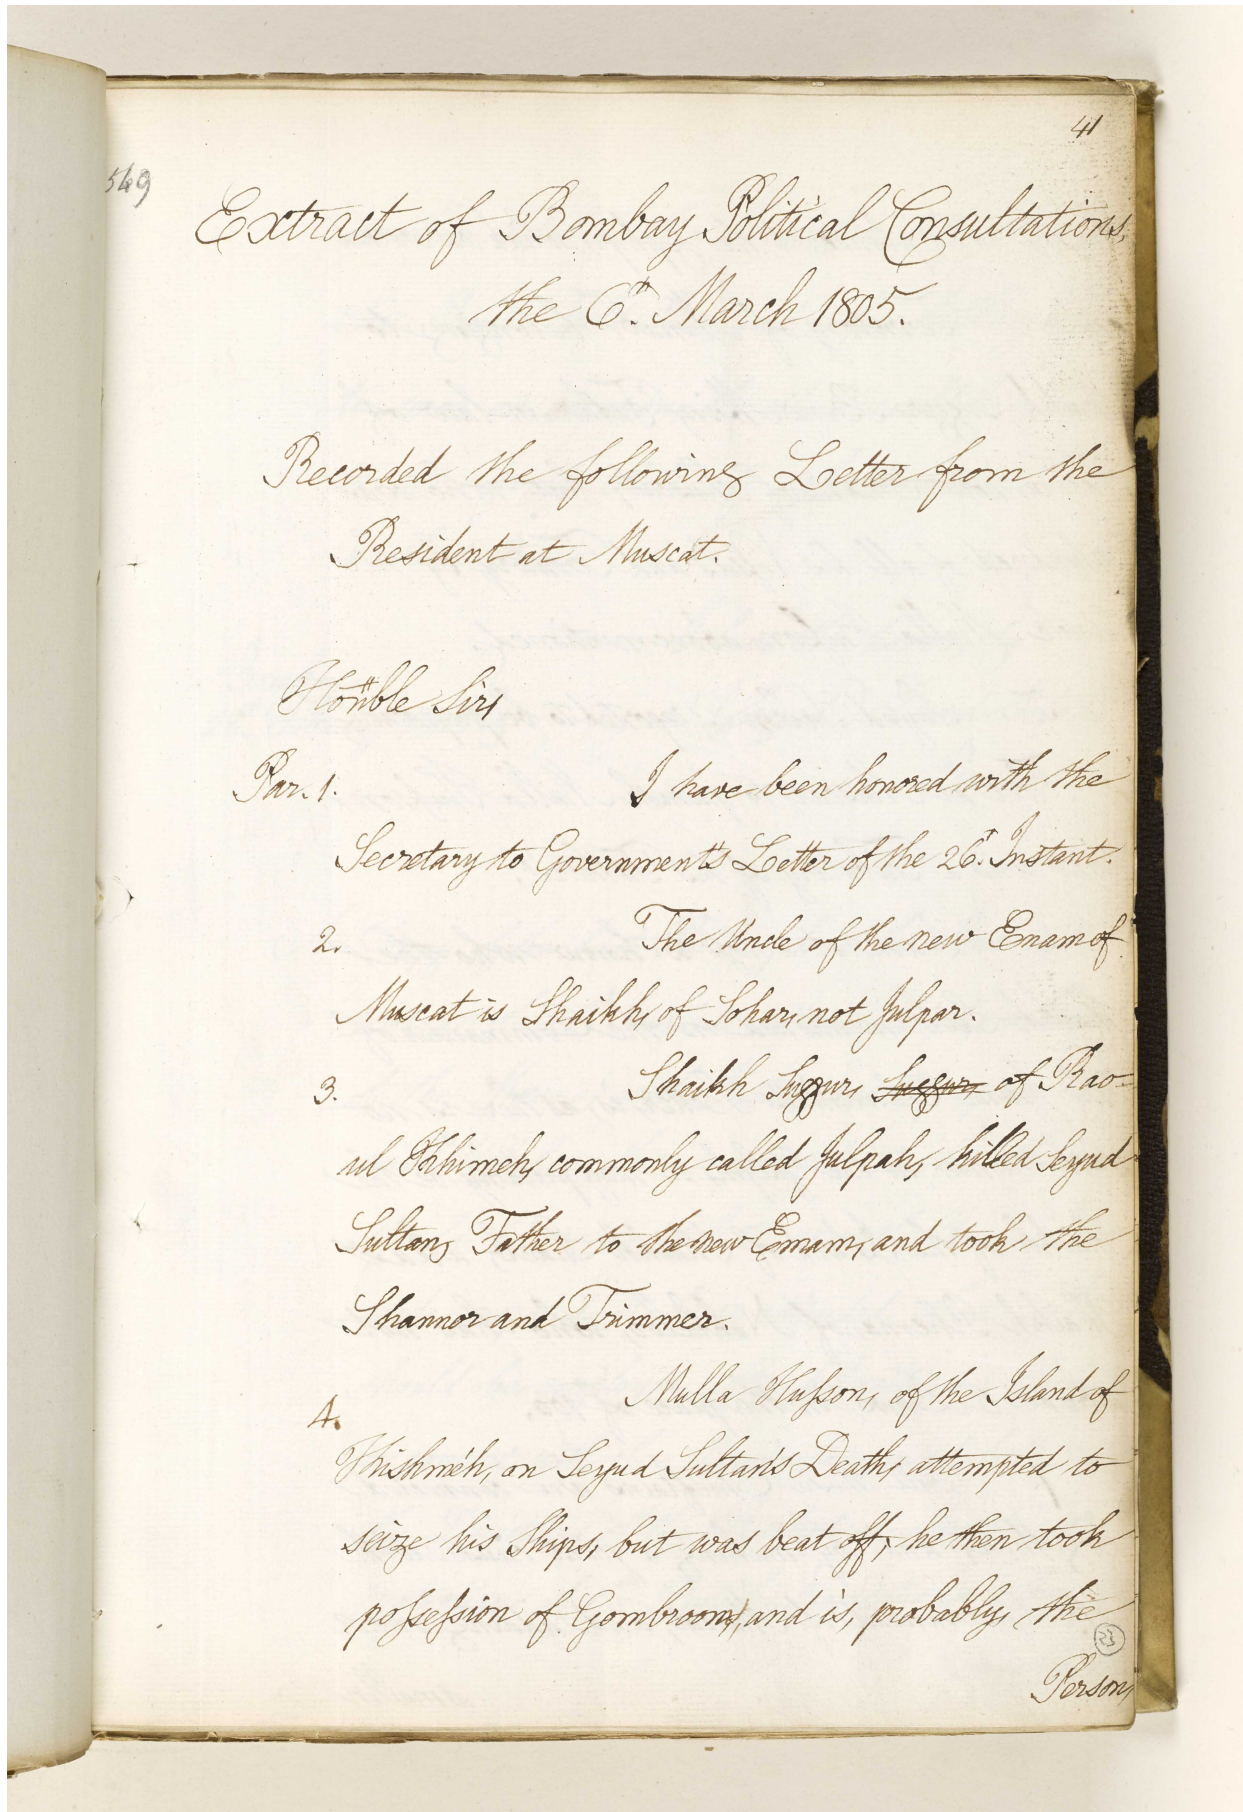 41
549
Extract of Bombay Political Consultations,
the 6th. March 1805.
Recorded the following Letter from the
Resident at Muscat.
Honble Sir,
Par. 1. I have been honored with the
Secretary to Government's Letter of the 26th. Instant.
2. The Uncle of the new Enam of
Muscat is Shaikh, of Sohar, not Julpar.
3. Shaikh Suggur, Suggur, of Rao-
ul Khimeh, commonly called Julpah, killed Seyud
Sultan, Father to the new Emam, and took the
Shannor and Trimmer.
4. Mulla Husson, of the Island of
Khishmeh, on Seyud Sultan's Death, attempted to
seize his Ships, but was beat off; he then took
possession of Gombroon, and is, probably, the
23
Person,